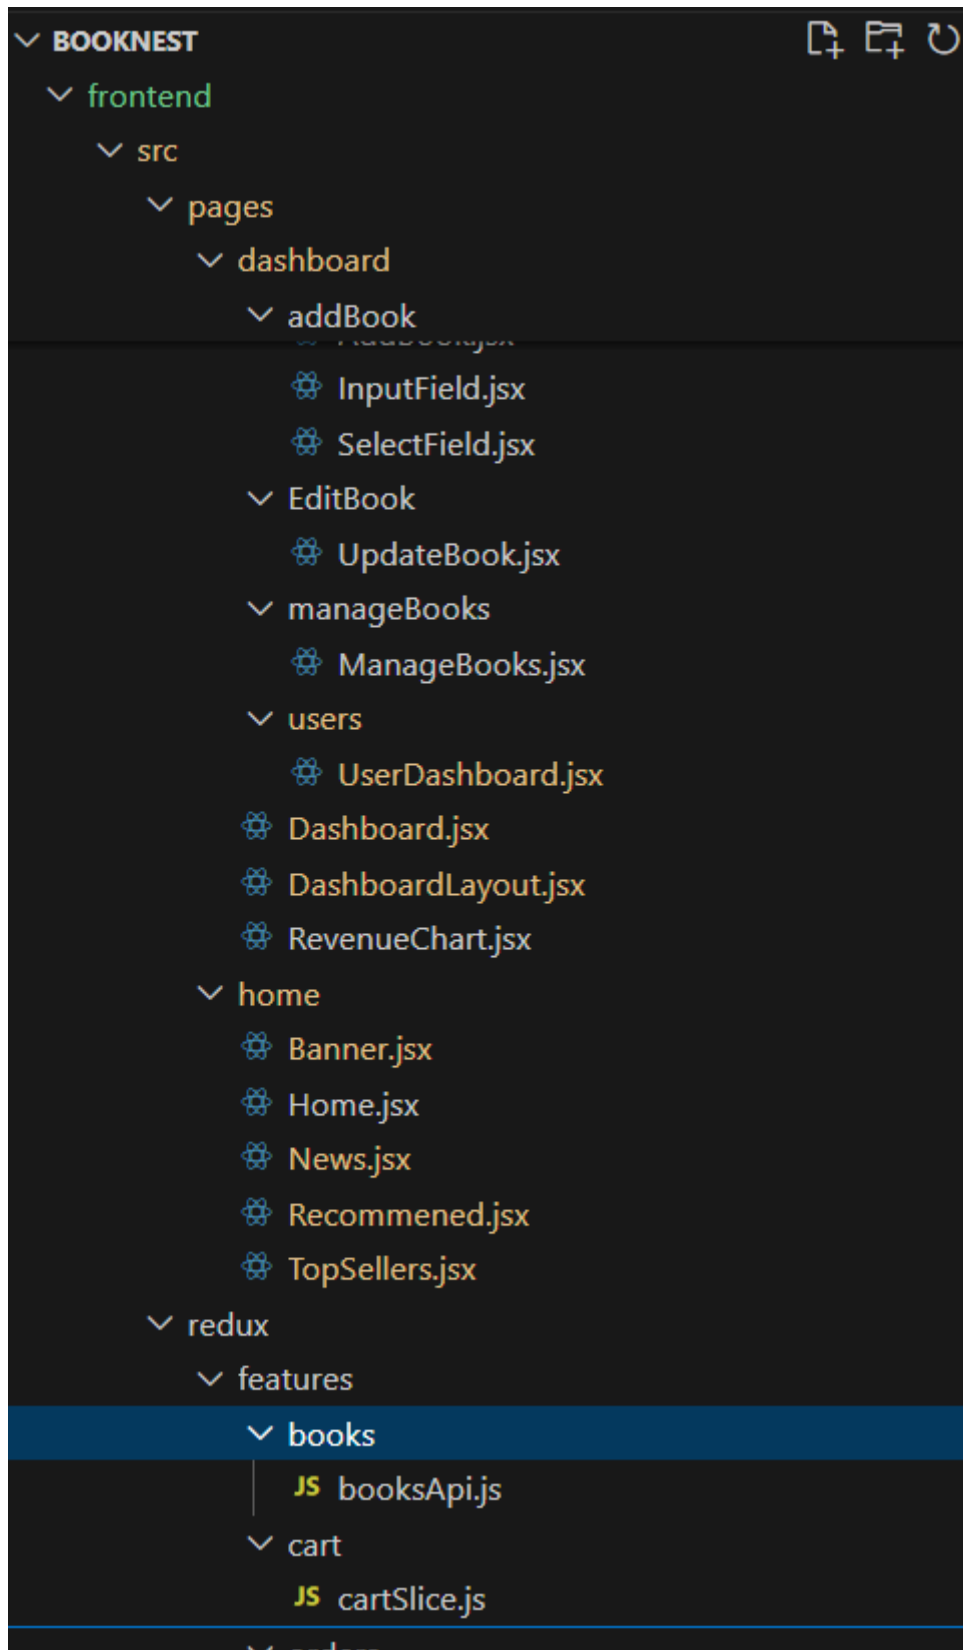 BOOKNEST
frontend
src
pages
dashboard
addBook
InputField.jsx
SelectField.jsx
EditBook
UpdateBook.jsx
manageBooks
ManageBooks.jsx
users
UserDashboard.jsx
Dashboard.jsx
DashboardLayout.jsx
RevenueChart.jsx
home
Banner.jsx
Home.jsx
News.jsx
Recommened.jsx
TopSellers.jsx
redux
features
books
JS booksApi.js
cart
JS cartSlice.js